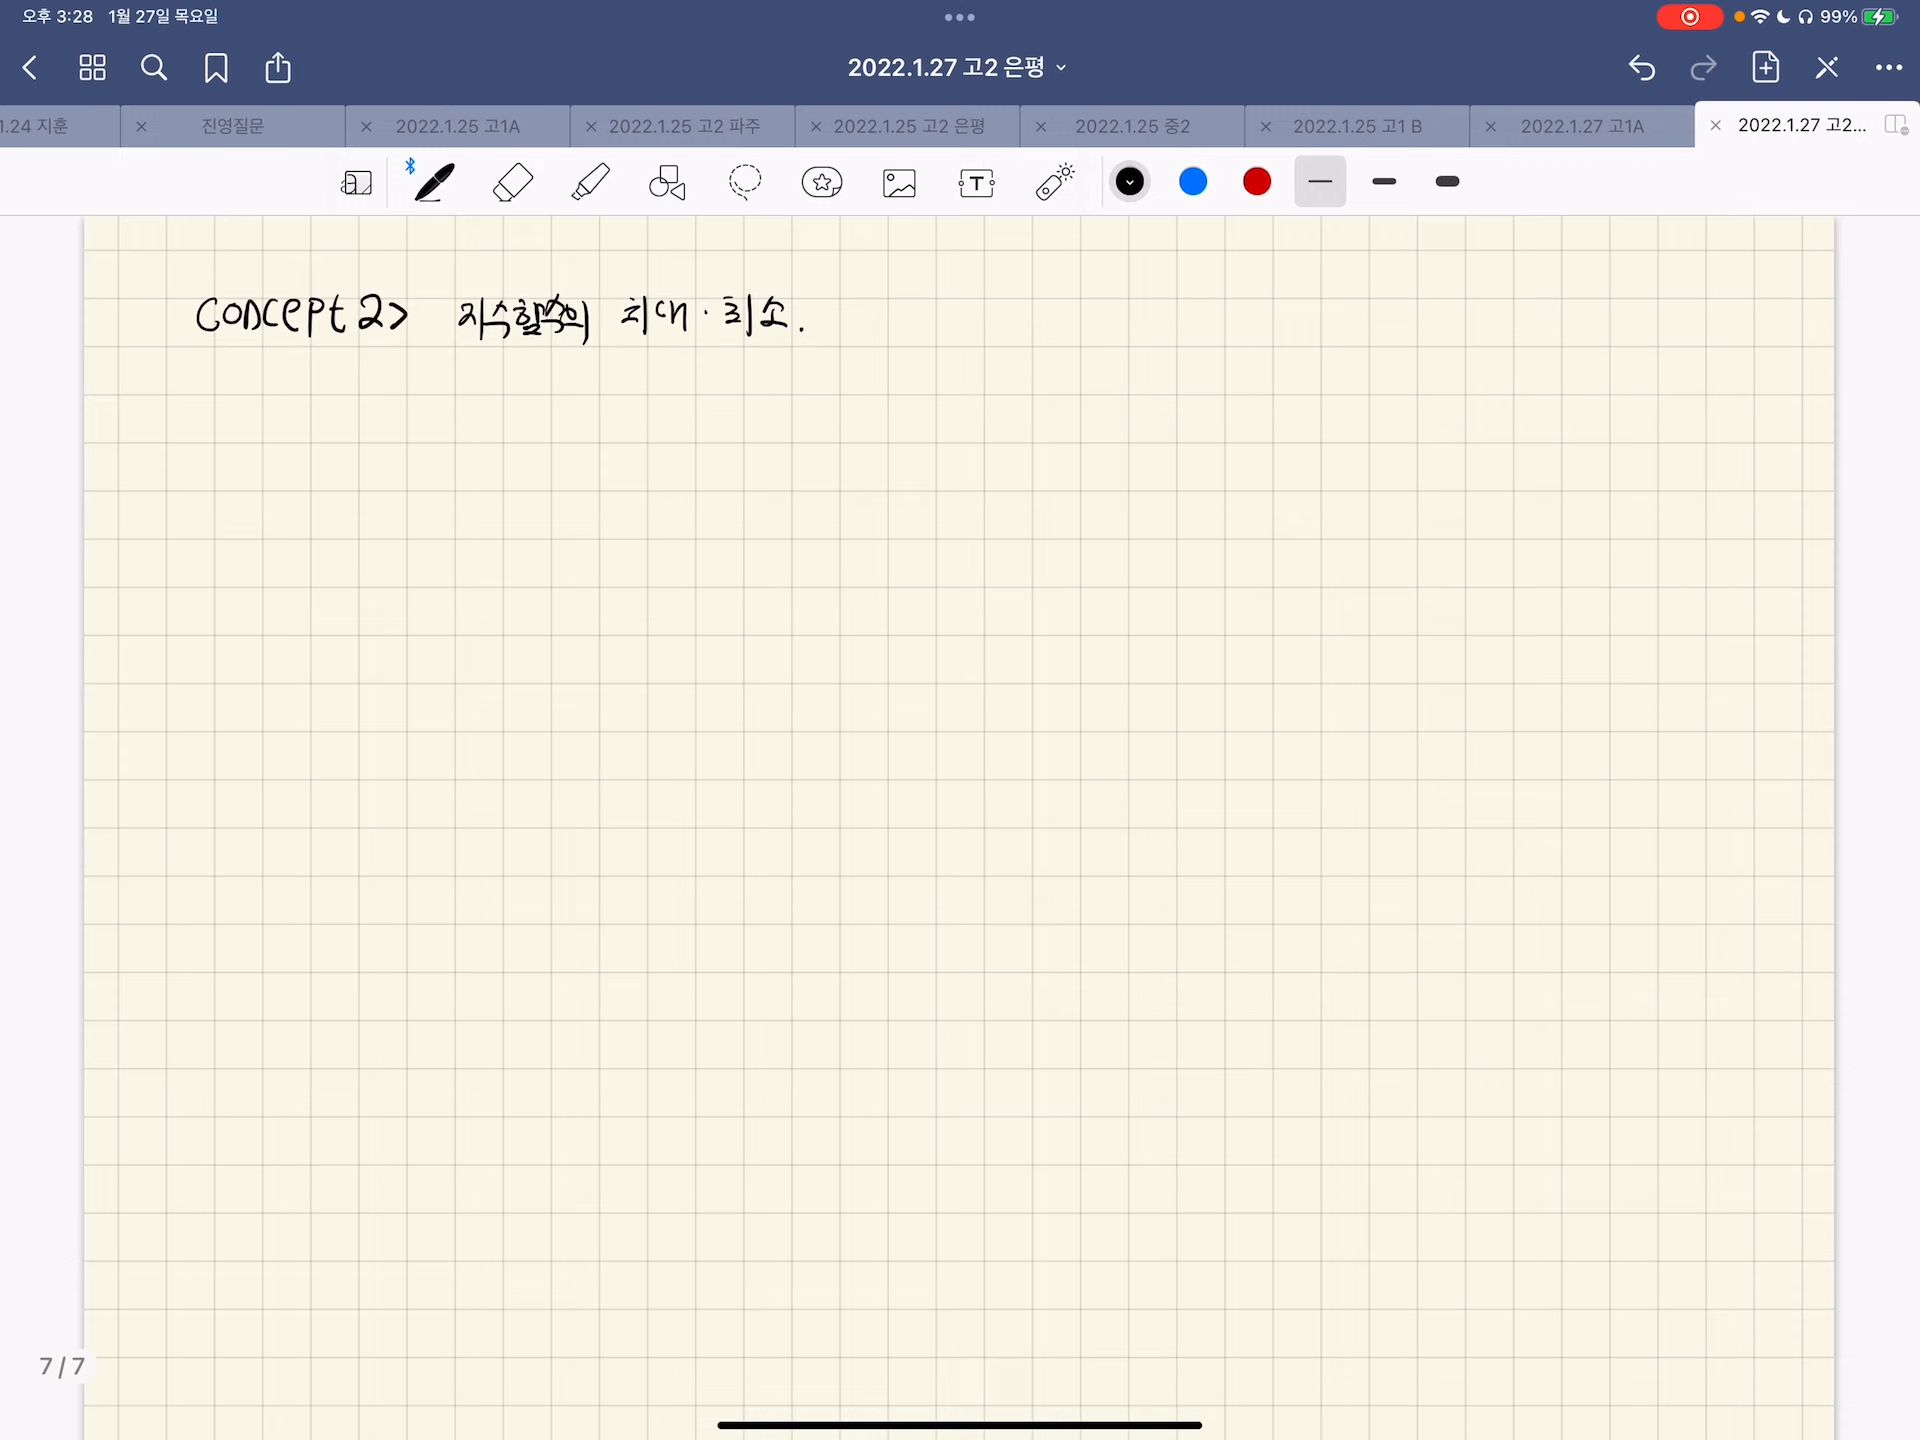 오후 3:28 1월 27일 목요일
99%
2022.1.27 고2 은평
1.24 지훈
진영질문
2022.1.25 고1A
2022.1.25 고2 파주
2022.1.25 고2 은평
2022.1.25 중2
2022.1.25 고1 B
2022.1.27 고1A
2022.1.27 고2...
concept 2> 지수함수의 최대·최소.
7/7